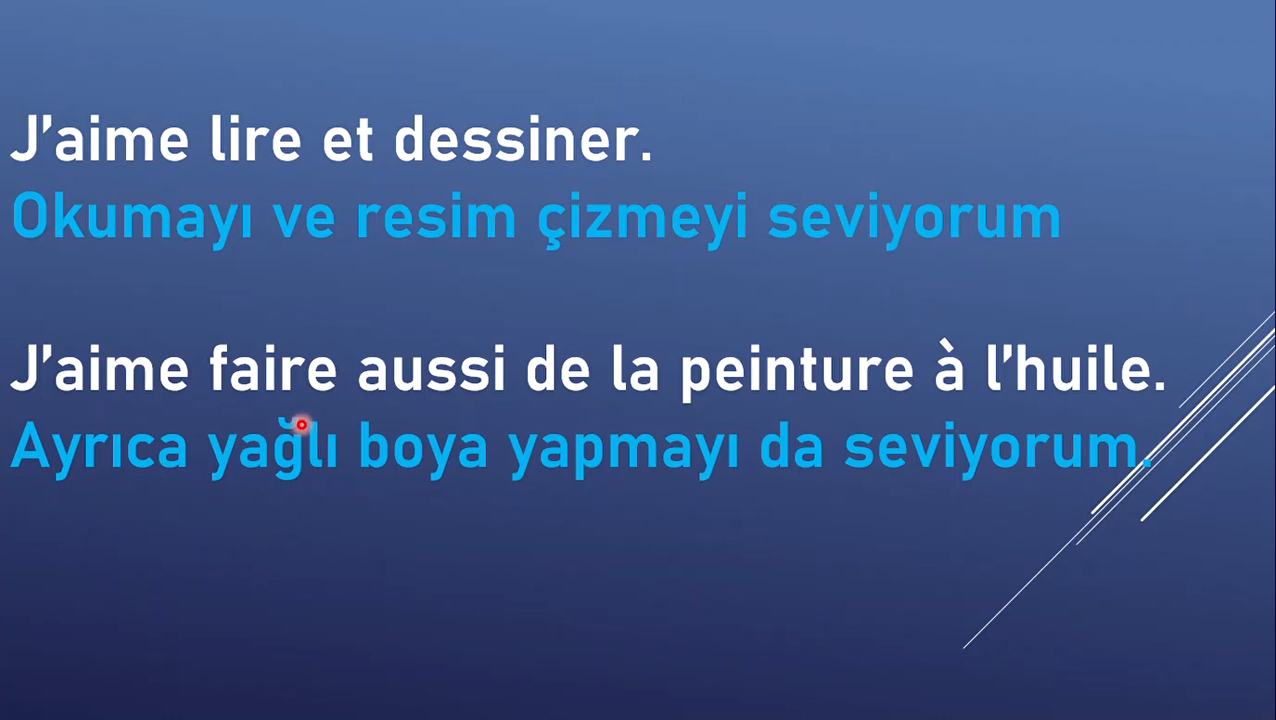 J’aime lire et dessiner.
Okumayı ve resim çizmeyi seviyorum
J’aime faire aussi de la peinture à l’huile.
Ayrıca yağlı boya yapmayı da seviyorum.